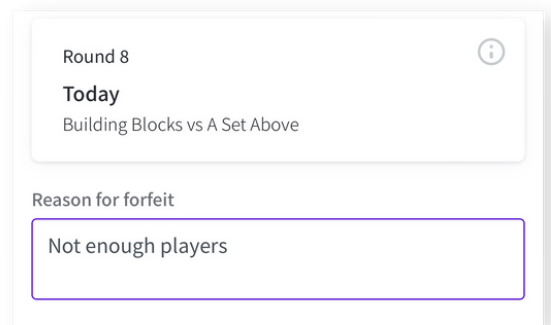 Round 8
Today
Building Blocks vs A Set Above
Reason for forfeit
Not enough players